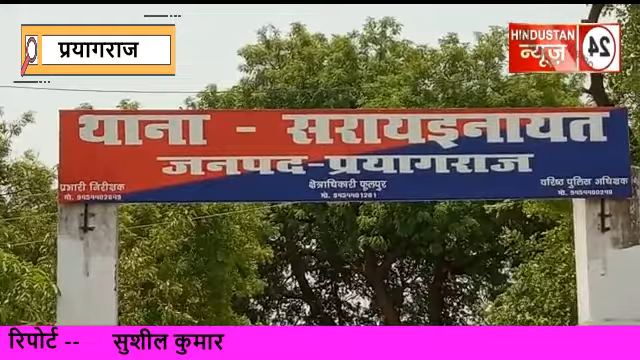 प्रयागराज
HINDUSTAN
न्यूज़ 24
थाना - सरायइनायत
जनपद-प्रयागराज
प्रभारी निरीक्षक
क्षेत्राधिकारी फूलपुर
वरिष्ठ पुलिस अधिक्षक
रिपोर्ट -- सुशील कुमार